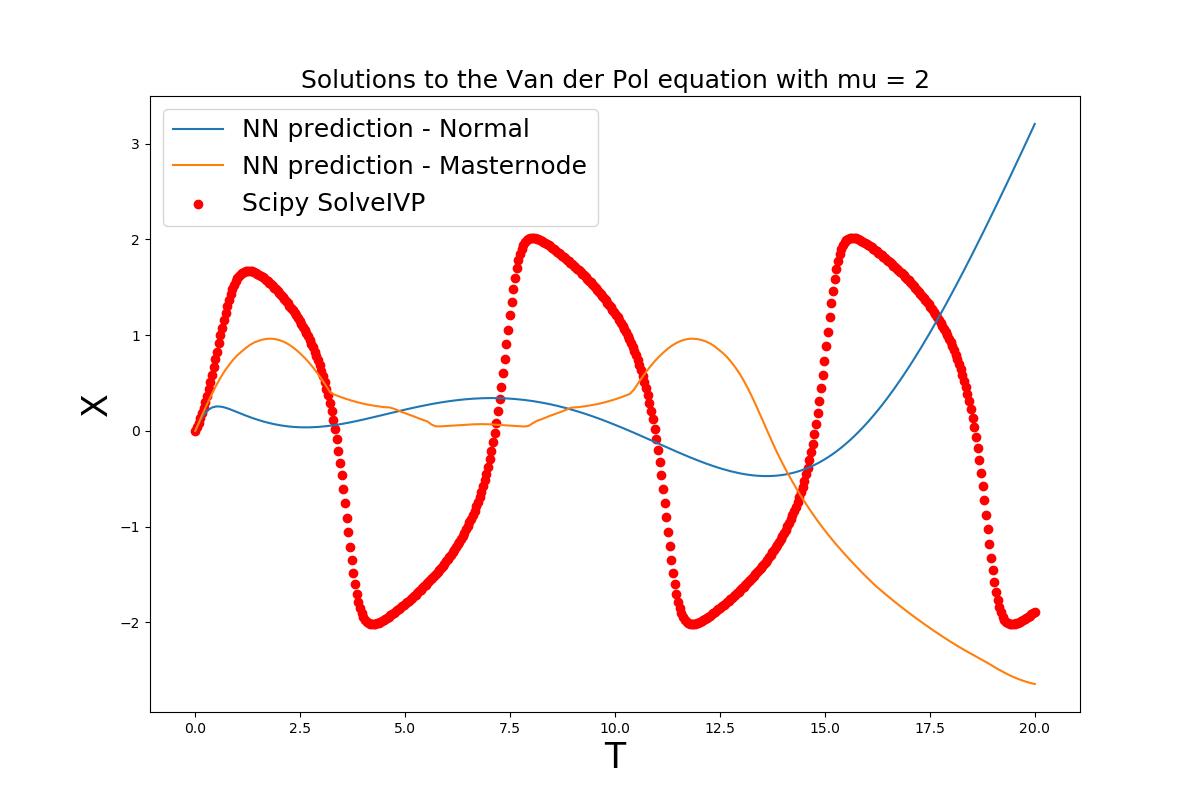 Solutions to the Van der Pol equation with mu = 2
NN prediction - Normal
NN prediction - Masternode
Scipy SolveIVP
X
3
2
1
0
−1
−2
0.0 2.5 5.0 7.5 10.0 12.5 15.0 17.5 20.0
T